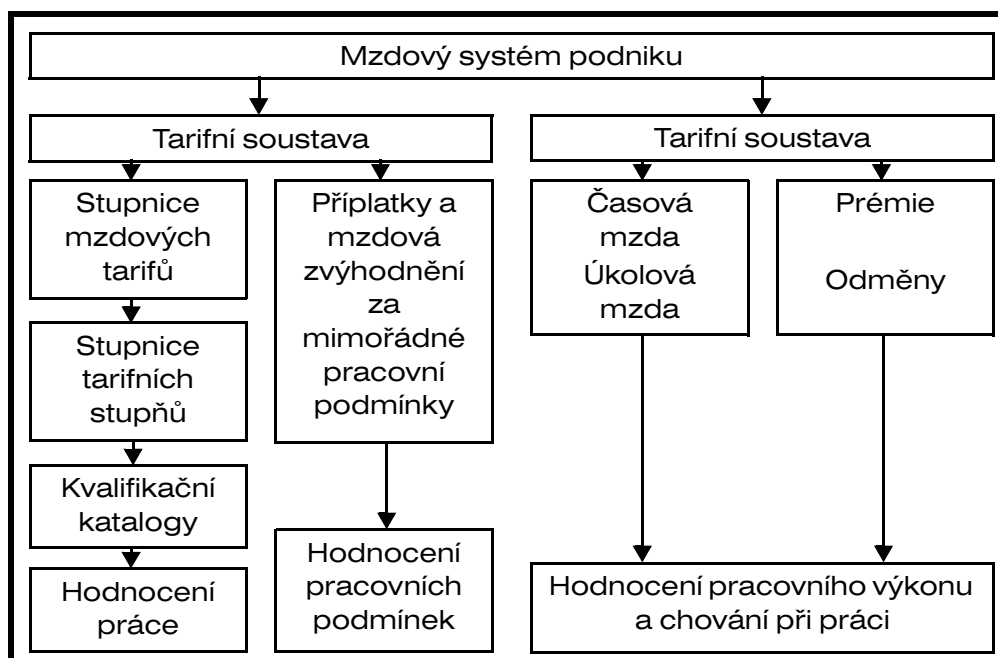 Mzdový systém podniku
Tarifní soustava
Stupnice
mzdových
tarifů
Stupnice
tarifních
stupňů
Kvalifikační
katalogy
Hodnocení
práce
Příplatky a
mzdová
zvýhodnění
za
mimořádné
pracovní
podmínky
Hodnocení
pracovních
podmínek
Tarifní soustava
Časová
mzda
Úkolová
mzda
Prémie
Odměny
Hodnocení pracovního výkonu
a chování při práci